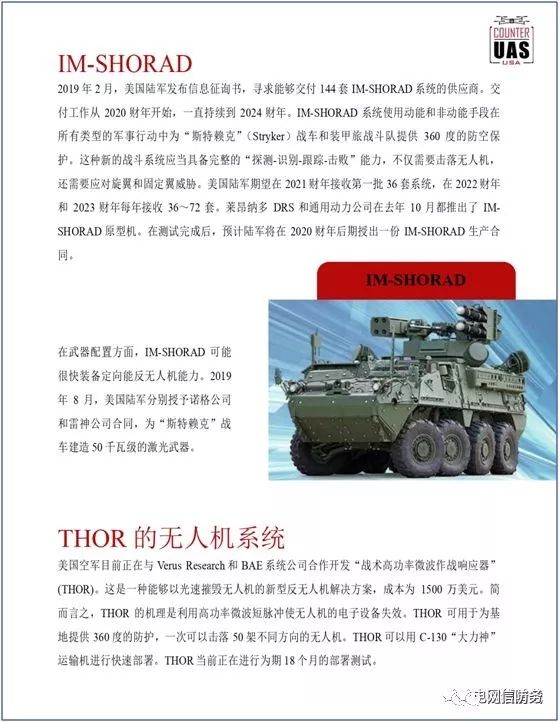 COUNTER
UAS
USA
IM-SHORAD
2019 年 2 月，美国陆军发布信息征询书，寻求能够交付 144 套 IM-SHORAD 系统的供应商。交
付工作从 2020 财年开始，一直持续到 2024 财年。IM-SHORAD 系统使用动能和非动能手段在
所有类型的军事行动中为“斯特赖克”（Stryker）战车和装甲旅战斗队提供 360 度的防空保
护。这种新的战斗系统应当具备完整的“探测-识别-跟踪-击败”能力，不仅需要击落无人机，
还需要应对旋翼和固定翼威胁。美国陆军期望在 2021 财年接收第一批 36 套系统，在 2022 财年
和 2023 财年每年接收 36～72 套。莱昂纳多 DRS 和通用动力公司在去年 10 月都推出了 IM-
SHORAD 原型机。在测试完成后，预计陆军将在 2020 财年后期授出一份 IM-SHORAD 生产合
同。
IM-SHORAD
在武器配置方面，IM-SHORAD 可能
很快装备定向能反无人机能力。2019
年 8 月，美国陆军分别授予诺格公司
和雷神公司合同，为“斯特赖克”战
车建造 50 千瓦级的激光武器。
THOR 的无人机系统
美国空军目前正在与 Verus Research 和 BAE 系统公司合作开发“战术高功率微波作战响应器”
(THOR)。这是一种能够以光速摧毁无人机的新型反无人机解决方案，成本为 1500 万美元。简
而言之，THOR 的机理是利用高功率微波短脉冲使无人机的电子设备失效。THOR 可用于为基
地提供 360 度的防护，一次可以击落 50 架不同方向的无人机。THOR 可以用 C-130“大力神”
运输机进行快速部署。THOR 当前正在进行为期 18 个月的部署测试。